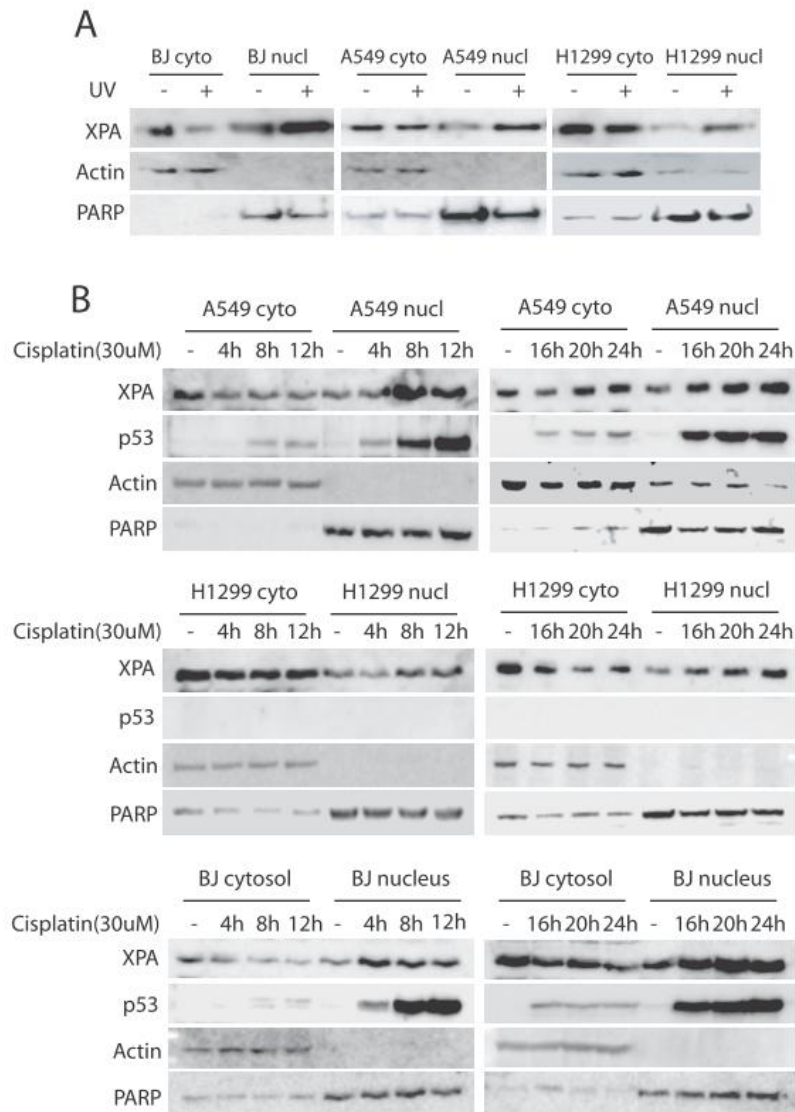 A
BJ cyto BJ nucl A549 cyto A549 nucl H1299 cyto H1299 nucl
UV - + - + - + - + - + - +
XPA
Actin
PARP
B
A549 cyto A549 nucl A549 cyto A549 nucl
Cisplatin(30uM) - 4h 8h 12h - 4h 8h 12h - 16h 20h 24h - 16h 20h 24h
XPA
p53
Actin
PARP
H1299 cyto H1299 nucl H1299 cyto H1299 nucl
Cisplatin(30uM) - 4h 8h 12h - 4h 8h 12h - 16h 20h 24h - 16h 20h 24h
XPA
p53
Actin
PARP
BJ cytosol BJ nucleus BJ cytosol BJ nucleus
Cisplatin(30uM) - 4h 8h 12h - 4h 8h 12h - 16h 20h 24h - 16h 20h 24h
XPA
p53
Actin
PARP